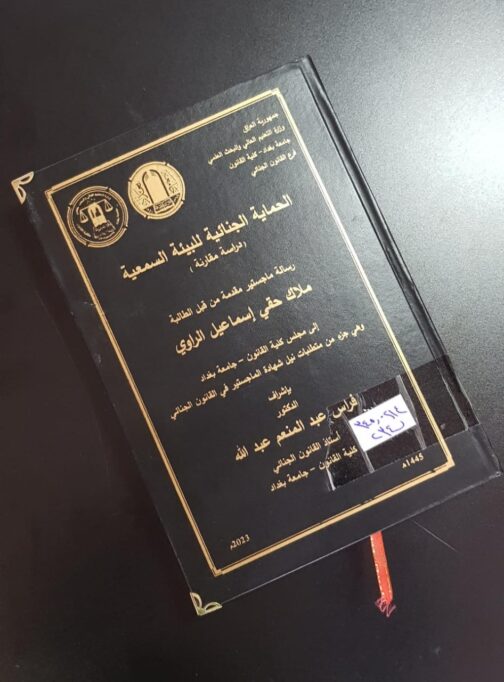 جمهورية العراق
وزارة التعليم العالي والبحث العلمي
جامعة بغداد - كلية القانون
فرع القانون الجنائي
الحماية الجنائية للبيئة السمعية
( دراسة مقارنة )
رسالة ماجستير مقدمة من قبل الطالبة
ملاك حقي إسماعيل الراوي
إلى مجلس كلية القانون - جامعة بغداد
وهي جزء من متطلبات نيل شهادة الماجستير في القانون الجنائي
بإشراف
الدكتور
فراس عبد المنعم عبد الله
أستاذ القانون الجنائي
كلية القانون - جامعة بغداد
1445هـ
2023م